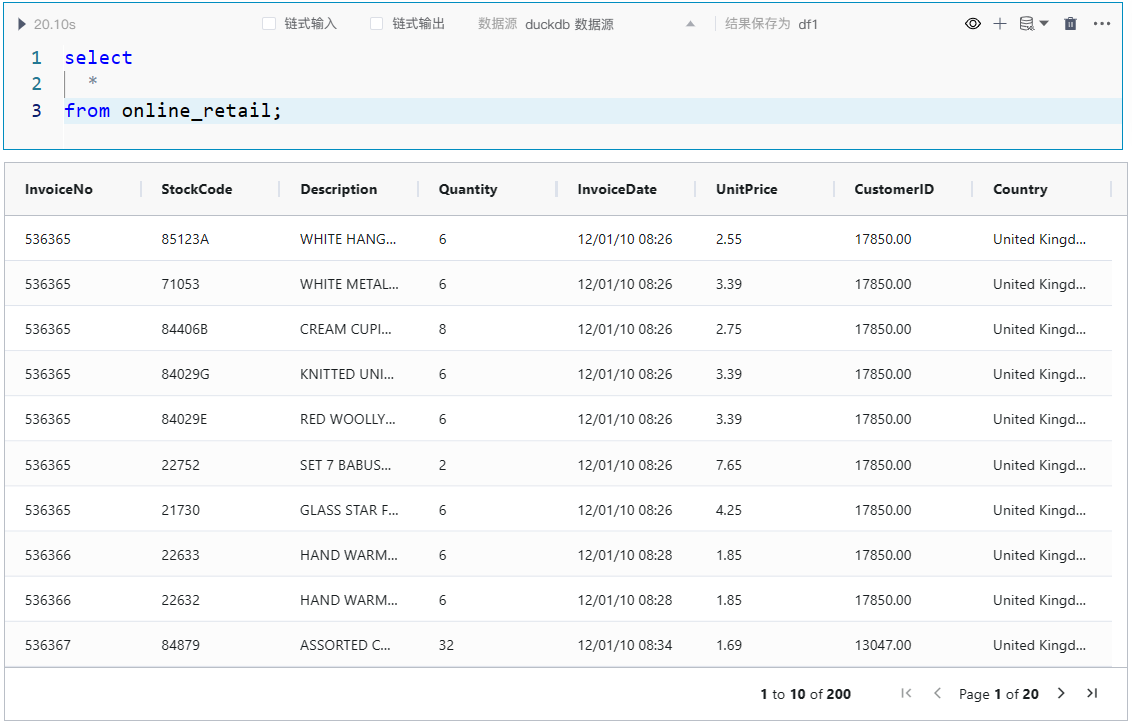 20.10s 链式输入 链式输出 数据源 duckdb 数据源 结果保存为 df1
1 select
2 *
3 from online_retail;
InvoiceNo StockCode Description Quantity InvoiceDate UnitPrice CustomerID Country
536365 85123A WHITE HANG... 6 12/01/10 08:26 2.55 17850.00 United Kingd...
536365 71053 WHITE METAL... 6 12/01/10 08:26 3.39 17850.00 United Kingd...
536365 84406B CREAM CUPI... 8 12/01/10 08:26 2.75 17850.00 United Kingd...
536365 84029G KNITTED UNI... 6 12/01/10 08:26 3.39 17850.00 United Kingd...
536365 84029E RED WOOLLY... 6 12/01/10 08:26 3.39 17850.00 United Kingd...
536365 22752 SET 7 BABUS... 2 12/01/10 08:26 7.65 17850.00 United Kingd...
536365 21730 GLASS STAR F... 6 12/01/10 08:26 4.25 17850.00 United Kingd...
536366 22633 HAND WARM... 6 12/01/10 08:28 1.85 17850.00 United Kingd...
536366 22632 HAND WARM... 6 12/01/10 08:28 1.85 17850.00 United Kingd...
536367 84879 ASSORTED C... 32 12/01/10 08:34 1.69 13047.00 United Kingd...
1 to 10 of 200 Page 1 of 20